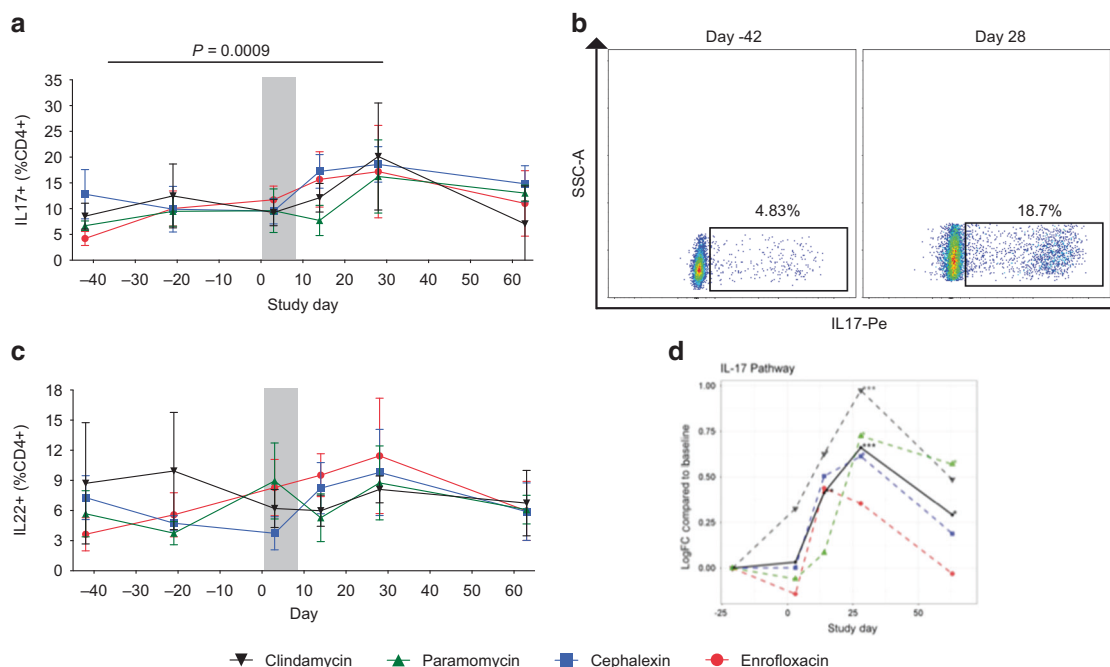 a
P = 0.0009
IL17+ (%CD4+)
35
30
25
20
15
10
5
0
–40 –30 –20 –10 0 10 20 30 40 50 60
Study day
b
Day -42
Day 28
SSC-A
4.83%
18.7%
IL17-Pe
c
IL22+ (%CD4+)
18
15
12
9
6
3
0
–40 –30 –20 –10 0 10 20 30 40 50 60
Day
d
IL-17 Pathway
LogFC compared to baseline
1.00
0.75
0.50
0.25
0.00
***
***
-25 0 25 50
Study day
Clindamycin Paramomycin Cephalexin Enrofloxacin